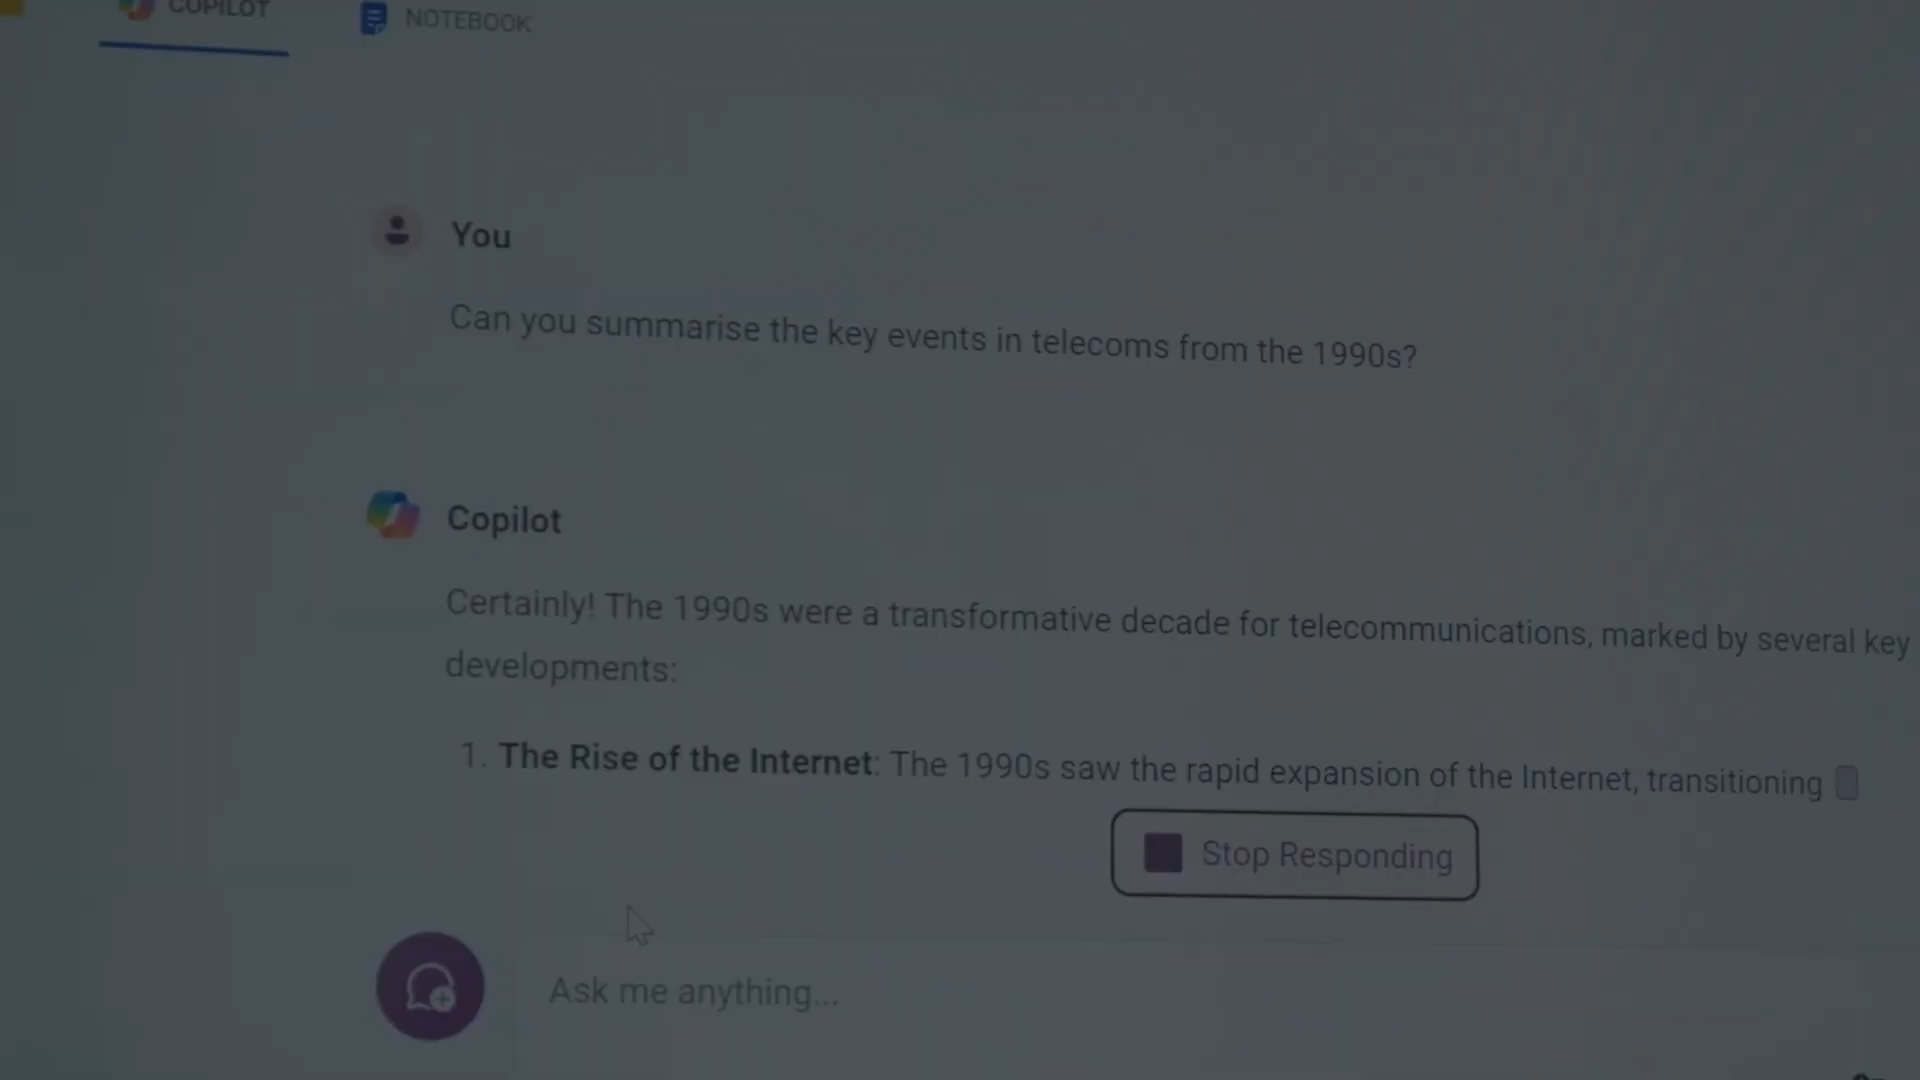 COPILOT NOTEBOOK
You
Can you summarise the key events in telecoms from the 1990s?
Copilot
Certainly! The 1990s were a transformative decade for telecommunications, marked by several key
developments:
1. The Rise of the Internet: The 1990s saw the rapid expansion of the Internet, transitioning
Stop Responding
Ask me anything...